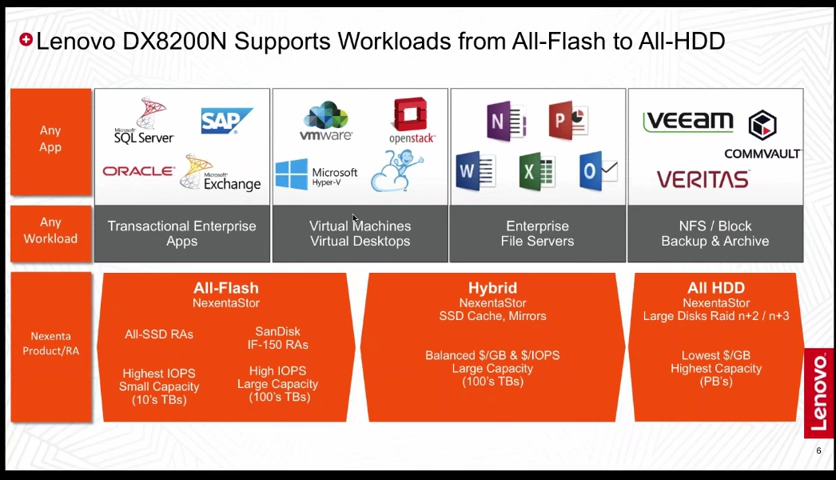 Lenovo DX8200N Supports Workloads from All-Flash to All-HDD
Any
App
Microsoft
SQL Server
SAP
ORACLE
Microsoft
Exchange
vmware
openstack
Microsoft
Hyper-V
N
P
W
X
O
veeAM
COMMVAULT
VERITAS
Any
Workload
Transactional Enterprise
Apps
Virtual Machines
Virtual Desktops
Enterprise
File Servers
NFS / Block
Backup & Archive
Nexenta
Product/RA
All-Flash
NexentaStor
All-SSD RAs
Highest IOPS
Small Capacity
(10's TBs)
SanDisk
IF-150 RAs
High IOPS
Large Capacity
(100's TBs)
Hybrid
NexentaStor
SSD Cache, Mirrors
Balanced $/GB & $/IOPS
Large Capacity
(100's TBs)
All HDD
NexentaStor
Large Disks Raid n+2 / n+3
Lowest $/GB
Highest Capacity
(PB's)
Lenovo
6